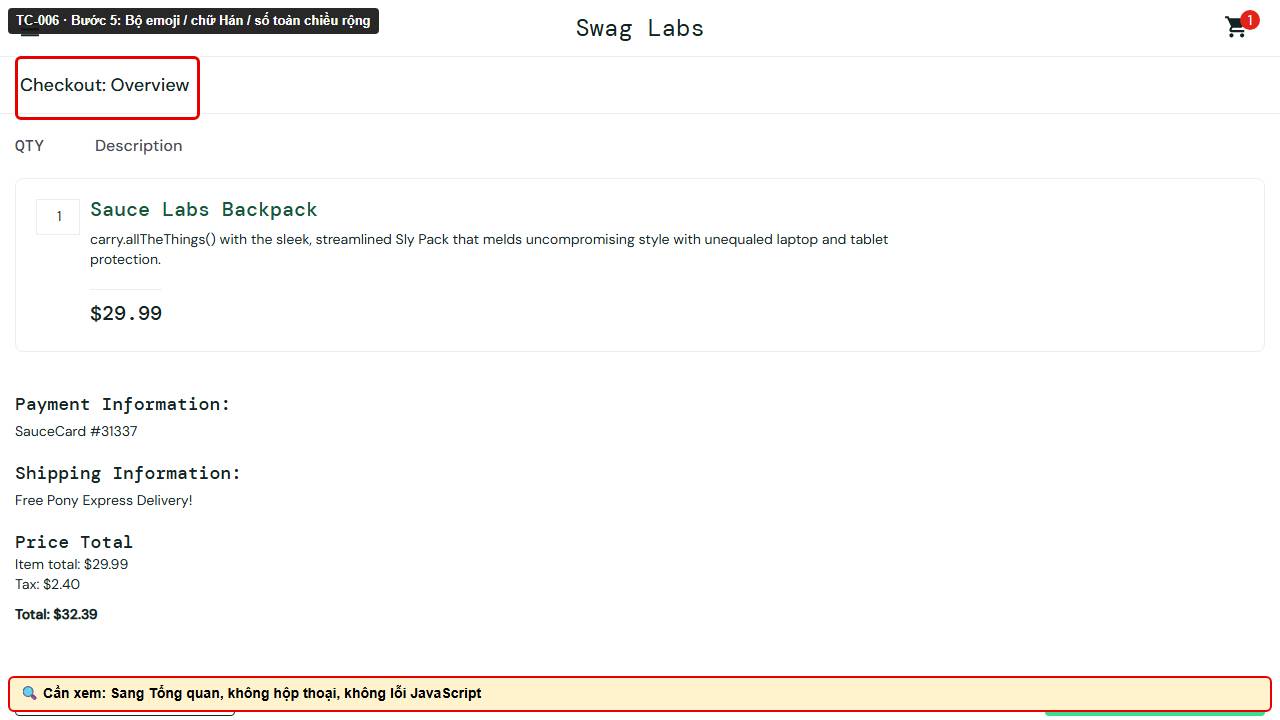 TC-006 · Bước 5: Bộ emoji / chữ Hán / số toàn chiều rộng
Swag Labs
1
Checkout: Overview
QTY Description
1
Sauce Labs Backpack
carry.allTheThings() with the sleek, streamlined Sly Pack that melds uncompromising style with unequaled laptop and tablet
protection.
$29.99
Payment Information:
SauceCard #31337
Shipping Information:
Free Pony Express Delivery!
Price Total
Item total: $29.99
Tax: $2.40
Total: $32.39
🔍 Cần xem: Sang Tổng quan, không hộp thoại, không lỗi JavaScript